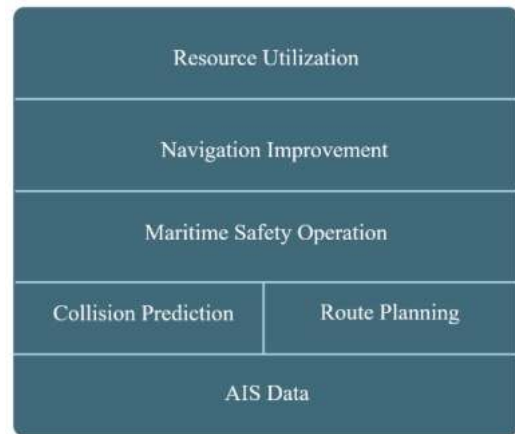 Resource Utilization
Navigation Improvement
Maritime Safety Operation
Collision Prediction
Route Planning
AIS Data